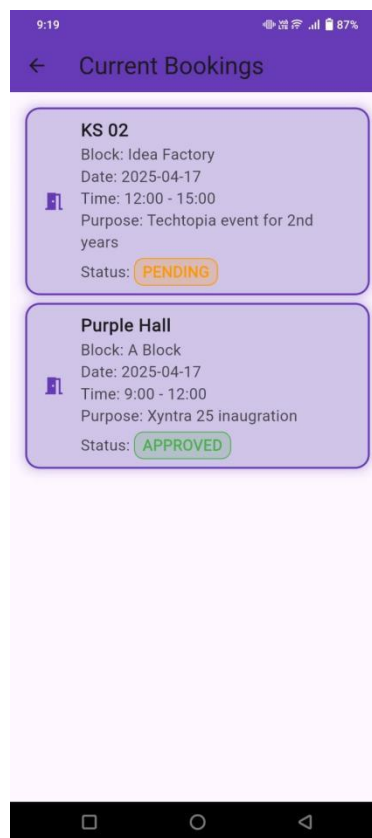 9:19
87%
Current Bookings
KS 02
Block: Idea Factory
Date: 2025-04-17
Time: 12:00 - 15:00
Purpose: Techtopia event for 2nd
years
Status: PENDING
Purple Hall
Block: A Block
Date: 2025-04-17
Time: 9:00 - 12:00
Purpose: Xyntra 25 inaugration
Status: APPROVED